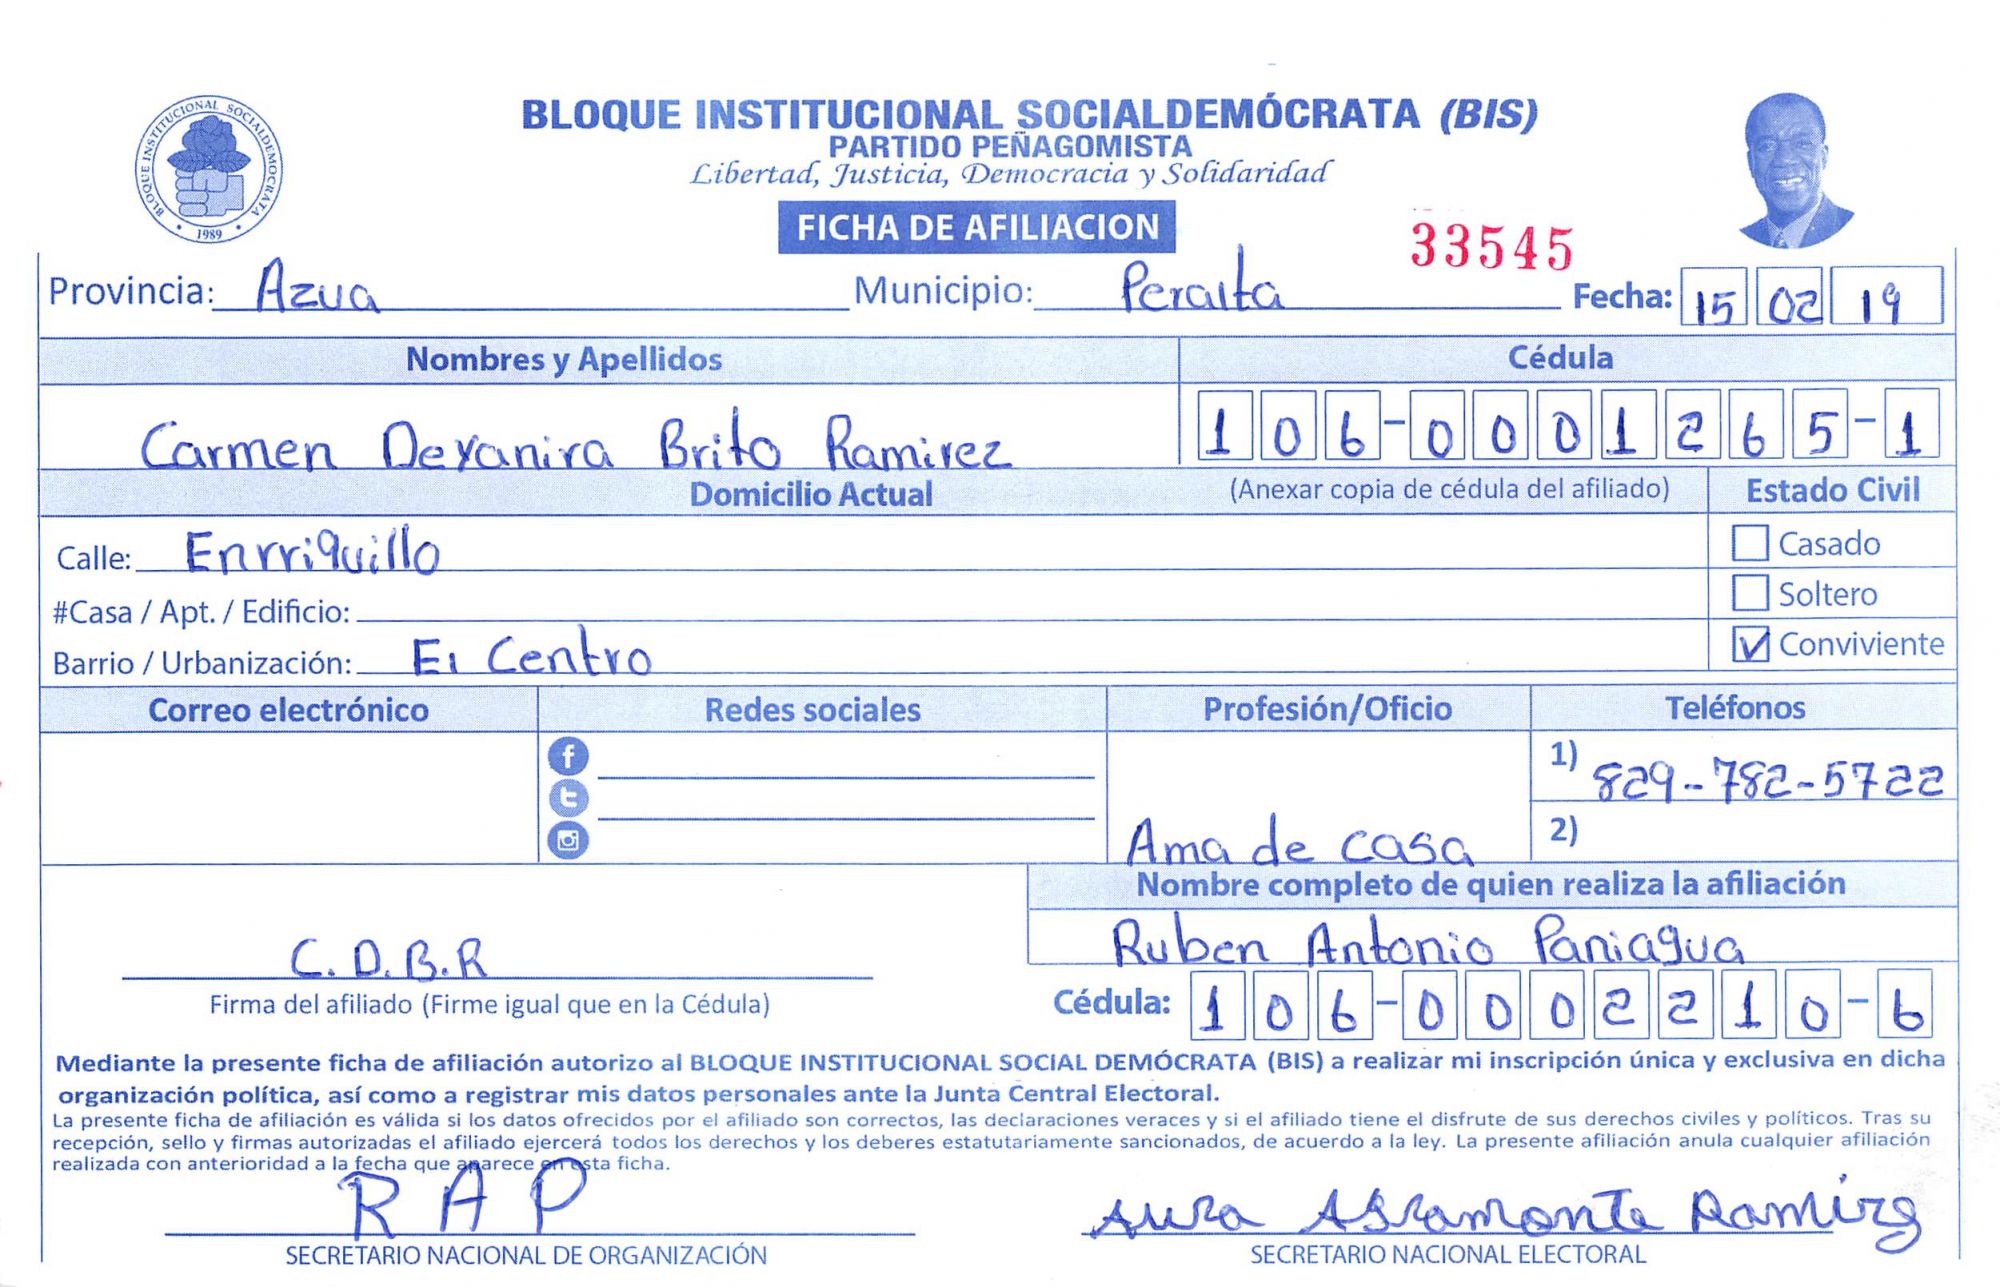 BLOQUE INSTITUCIONAL SOCIALDEMOCRATA
1989
BLOQUE INSTITUCIONAL SOCIALDEMÓCRATA (BIS)
PARTIDO PEÑAGOMISTA
Libertad, Justicia, Democracia y Solidaridad
FICHA DE AFILIACION
33545
Provincia: Azua Municipio: Peralta Fecha: 15 02 19
Nombres y Apellidos Cédula
Carmen Deyanira Brito Ramirez 106-0001265-1
Domicilio Actual (Anexar copia de cédula del afiliado) Estado Civil
Calle: Enrriquillo Casado
#Casa / Apt. / Edificio: Soltero
Barrio / Urbanización: El Centro Conviviente
Correo electrónico Redes sociales Profesión/Oficio Teléfonos
1) 829-782-5722
Ama de casa 2)
Nombre completo de quien realiza la afiliación
Ruben Antonio Paniagua
C.D.B.R
Firma del afiliado (Firme igual que en la Cédula) Cédula: 106-0002210-6
Mediante la presente ficha de afiliación autorizo al BLOQUE INSTITUCIONAL SOCIAL DEMÓCRATA (BIS) a realizar mi inscripción única y exclusiva en dicha
organización política, así como a registrar mis datos personales ante la Junta Central Electoral.
La presente ficha de afiliación es válida si los datos ofrecidos por el afiliado son correctos, las declaraciones veraces y si el afiliado tiene el disfrute de sus derechos civiles y políticos. Tras su
recepción, sello y firmas autorizadas el afiliado ejercerá todos los derechos y los deberes estatutariamente sancionados, de acuerdo a la ley. La presente afiliación anula cualquier afiliación
realizada con anterioridad a la fecha que aparece en esta ficha.
R A P Aura Asramonte Ramirez
SECRETARIO NACIONAL DE ORGANIZACIÓN SECRETARIO NACIONAL ELECTORAL